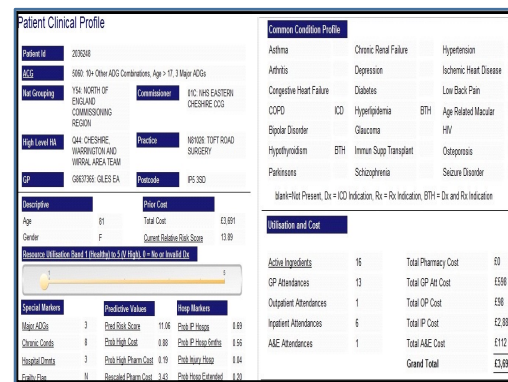 Patient Clinical Profile
Patient Id 2036248
ACG 5060: 10+ Other ADG Combinations, Age > 17, 3 Major ADGs
Nat Grouping Y54: NORTH OF ENGLAND COMMISSIONING REGION Commissioner 01C: NHS EASTERN CHESHIRE CCG
High Level HA Q44: CHESHIRE, WARRINGTON AND WIRRAL AREA TEAM Practice N81026: TOFT ROAD SURGERY
GP G8637365: GILES EA Postcode IP5 3SD
Descriptive Prior Cost
Age 81 Total Cost £3,691
Gender F Current Relative Risk Score 13.89
Resource Utilisation Band 1 (Healthy) to 5 (V High), 0 = No or Invalid Dx
5
Special Markers Predictive Values Hosp Markers
Major ADGs 3 Pred Risk Score 11.06 Prob IP Hosps 0.69
Chronic Conds 8 Prob High Cost 0.88 Prob IP Hosp 6mths 0.56
Hospital Dmnts 3 Prob High Pharm Cost 0.19 Prob Injury Hosp 0.04
Frailty Flag N Rescaled Pharm Cost 3.43 Prob Hosp Extended 0.20
Common Condition Profile
Asthma Chronic Renal Failure Hypertension
Arthritis Depression Ischemic Heart Disease
Congestive Heart Failure Diabetes Low Back Pain
COPD ICD Hyperlipidemia BTH Age Related Macular
Bipolar Disorder Glaucoma HIV
Hypothyroidism BTH Immun Supp Transplant Osteporosis
Parkinsons Schizophrenia Seizure Disorder
blank=Not Present, Dx = ICD Indication, Rx = Rx Indication, BTH = Dx and Rx Indication
Utilisation and Cost
Active Ingredients 16 Total Pharmacy Cost £0
GP Attendances 13 Total GP Att Cost £598
Outpatient Attendances 1 Total OP Cost £98
Inpatient Attendances 6 Total IP Cost £2,88
A&E Attendances 1 Total A&E Cost £112
Grand Total £3,69